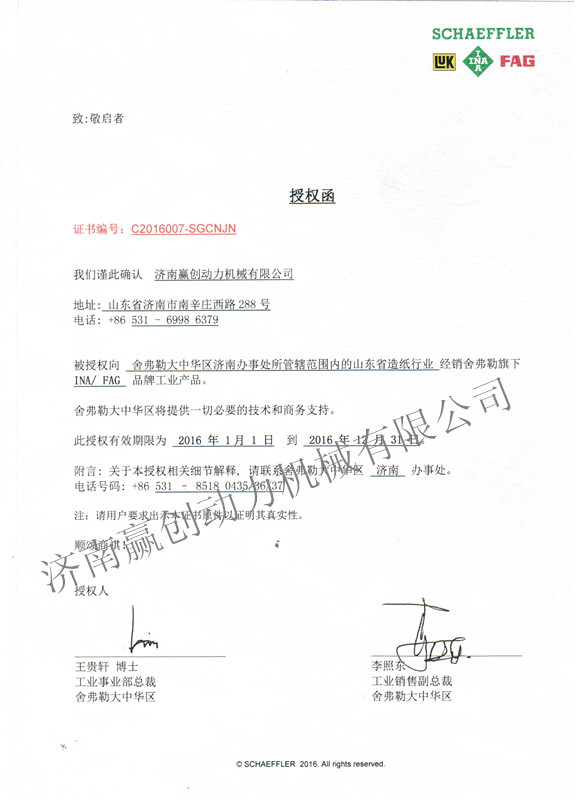 SCHAEFFLER
LUK INA FAG
致:敬启者
授权函
证书编号: C2016007-SGCNJN
我们谨此确认 济南赢创动力机械有限公司
地址: 山东省济南市南辛庄西路 288 号
电话: +86 531 - 6998 6379
被授权向 舍弗勒大中华区济南办事处所管辖范围内的山东省造纸行业 经销舍弗勒旗下
INA/ FAG 品牌工业产品。
舍弗勒大中华区将提供一切必要的技术和商务支持。
此授权有效期限为 2016 年 1 月 1 日 到 2016 年 12 月 31 日。
附言: 关于本授权相关细节解释, 请联系舍弗勒大中华区 济南 办事处。
电话号码: +86 531 - 8518 0435/36/37
注: 请用户要求出示本证书原件以证明其真实性。
顺颂商祺!
济南赢创动力机械有限公司
授权人
王贵轩 博士
工业事业部总裁
舍弗勒大中华区
李照东
工业销售副总裁
舍弗勒大中华区
© SCHAEFFLER 2016. All rights reserved.